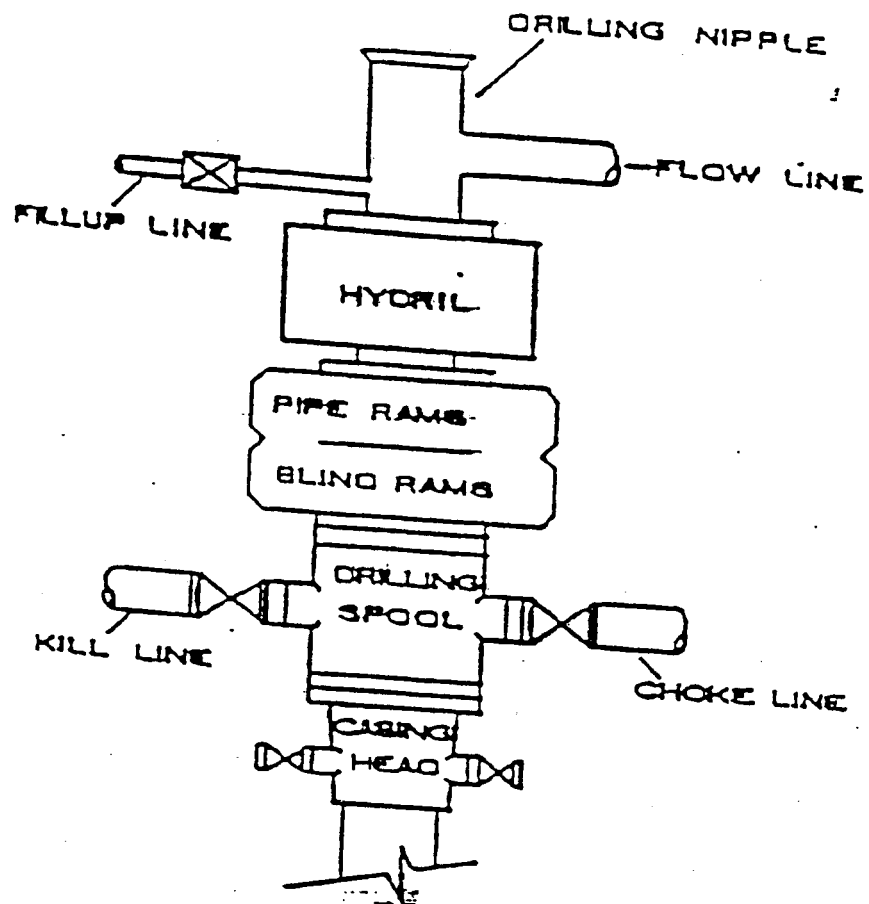 DRILLING NIPPLE
FLOW LINE
FILLUP LINE
HYDRIL
PIPE RAMS
BLIND RAMS
DRILLING
SPOOL
KILL LINE
CHOKE LINE
CASING
HEAD